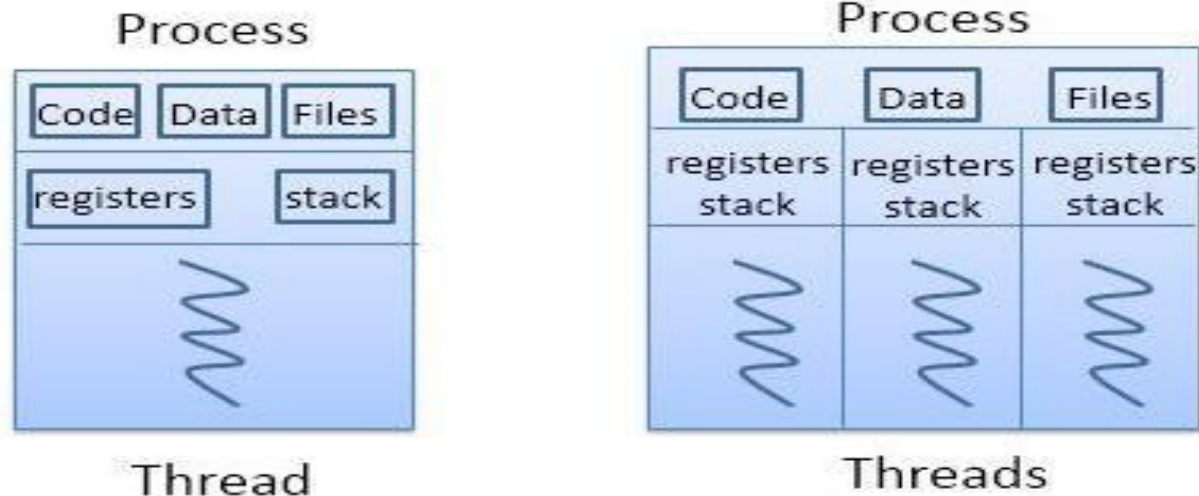 Process
Code Data Files
registers stack
Thread
Process
Code Data Files
registers registers registers
stack stack stack
Threads